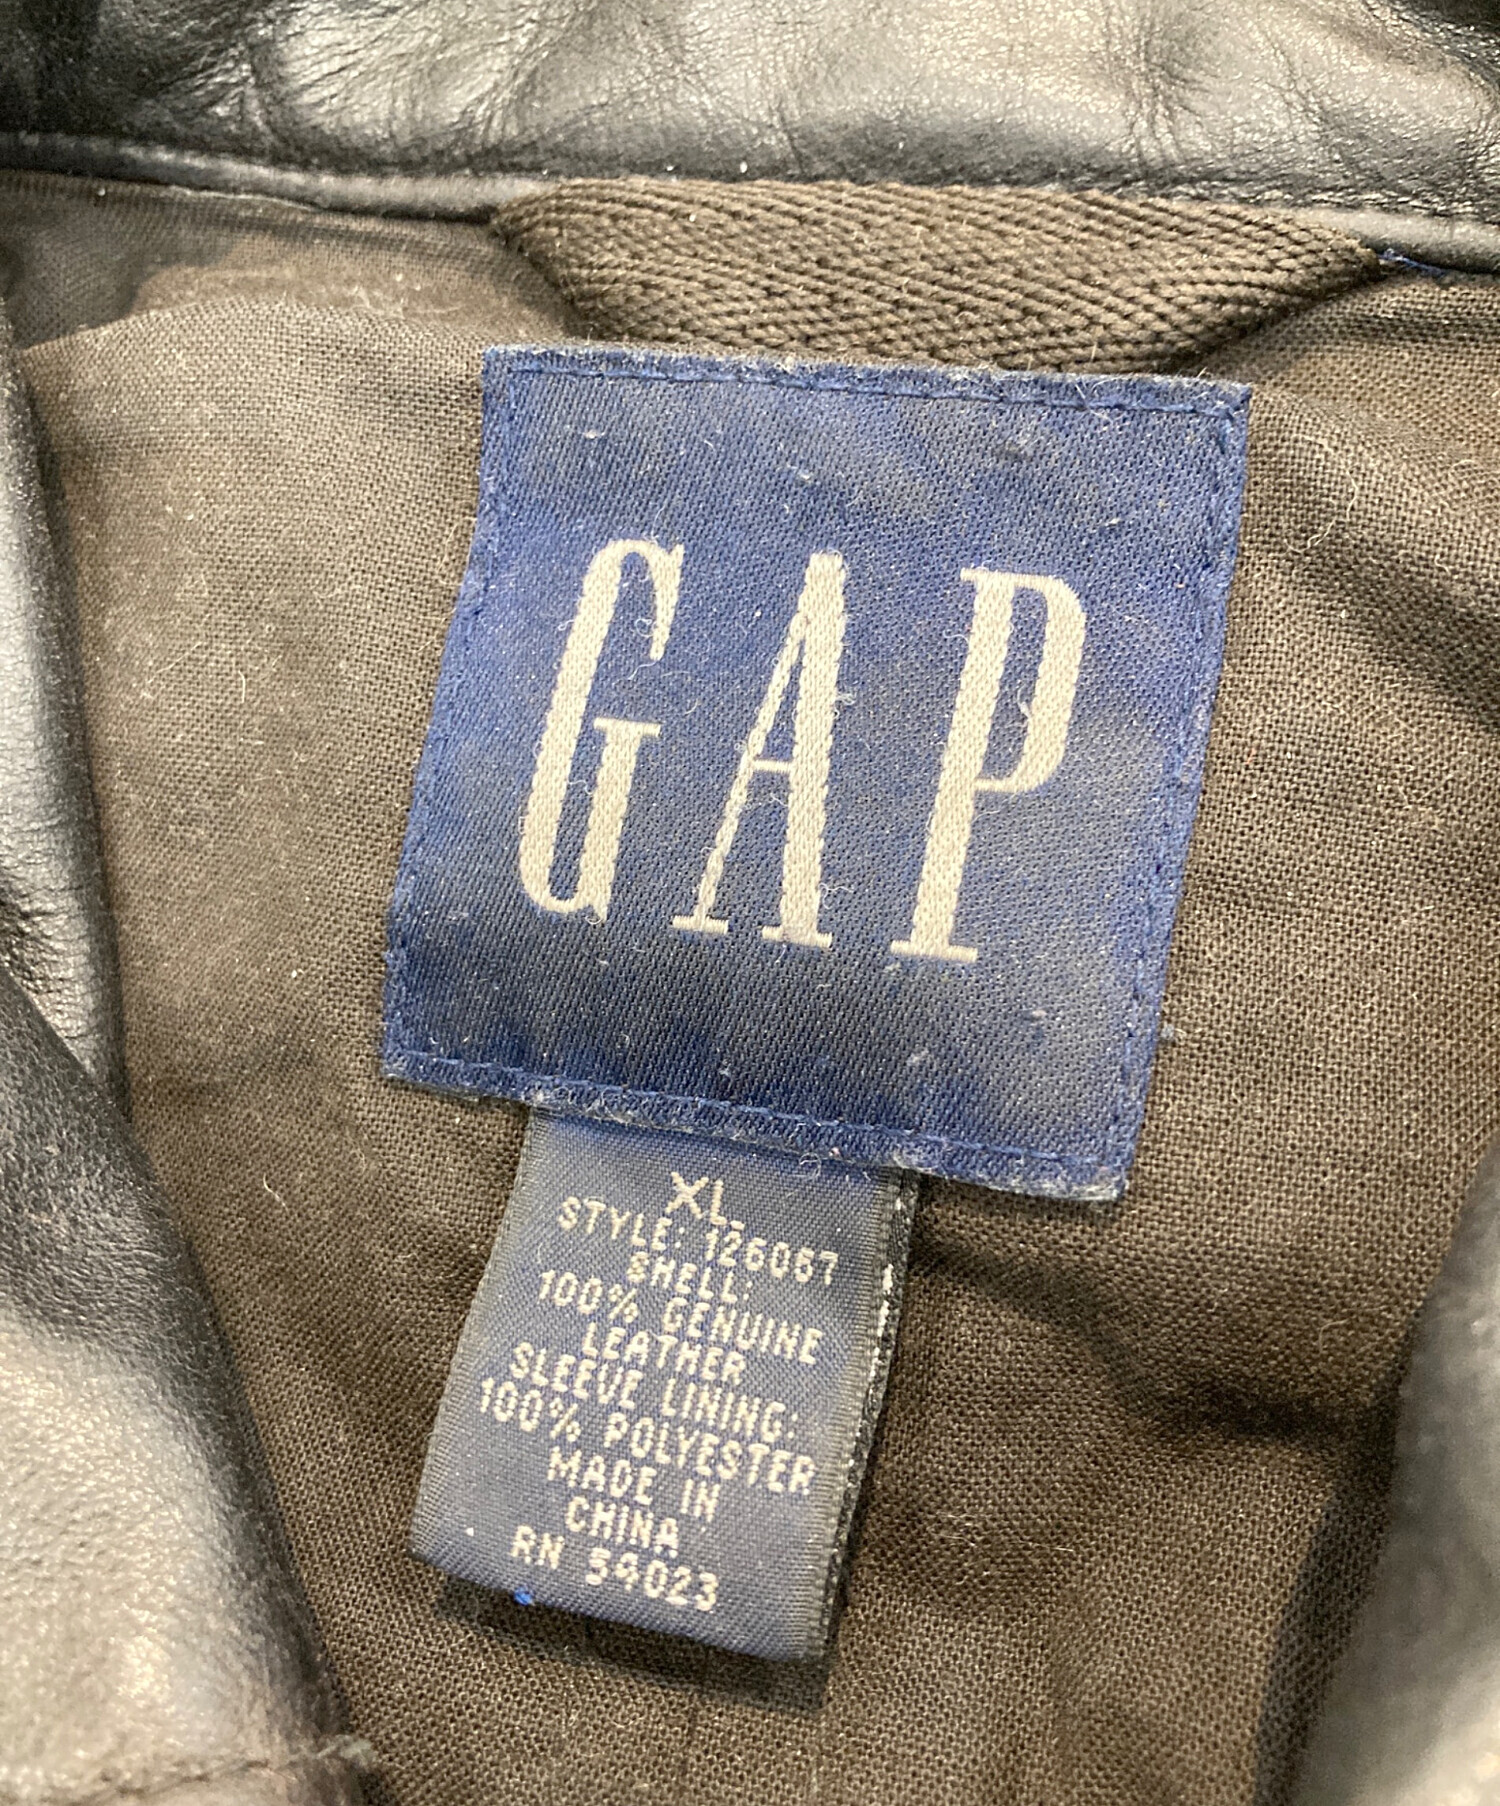 GAP
XL.
STYLE: 126067
SHELL:
100% GENUINE
LEATHER
SLEEVE LINING:
100% POLYESTER
MADE IN
CHINA
RN 54023